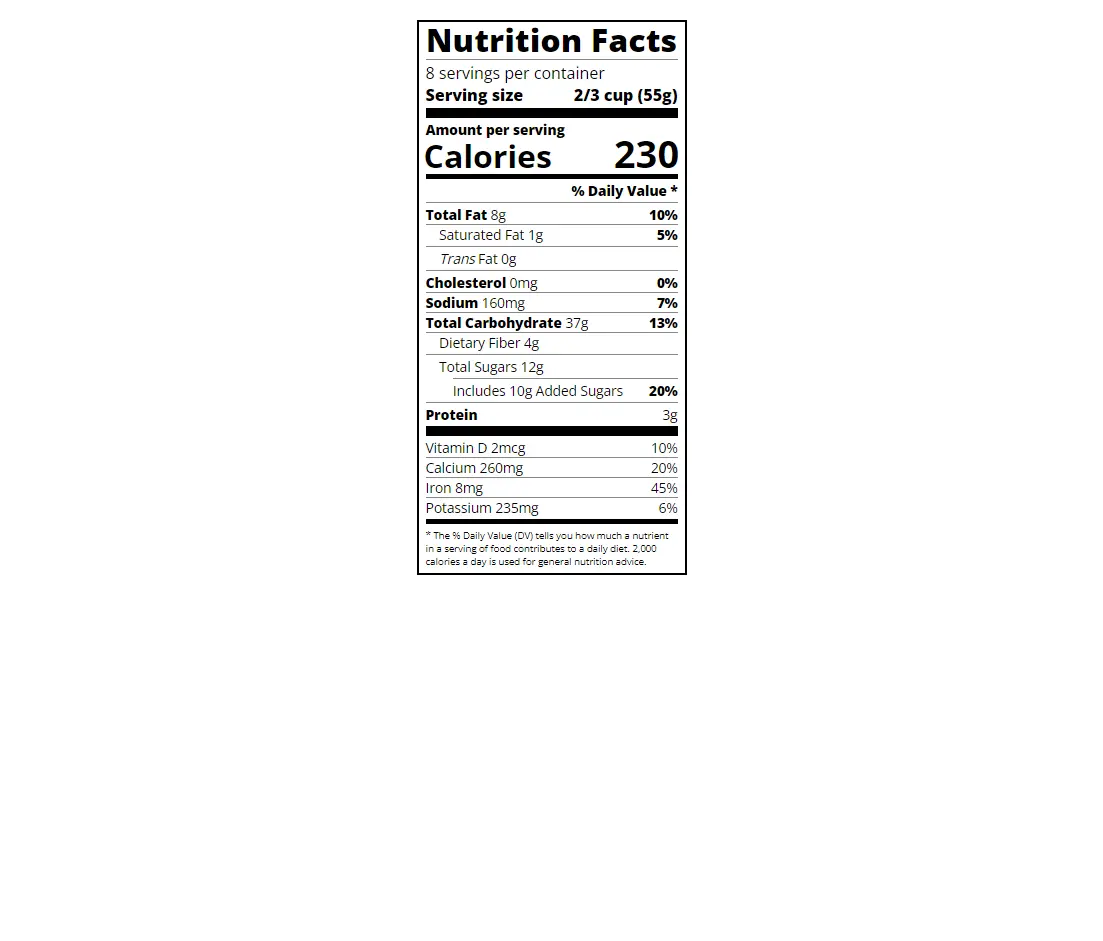 Nutrition Facts
8 servings per container
Serving size 2/3 cup (55g)
Amount per serving
Calories 230
% Daily Value *
Total Fat 8g 10%
Saturated Fat 1g 5%
Trans Fat 0g
Cholesterol 0mg 0%
Sodium 160mg 7%
Total Carbohydrate 37g 13%
Dietary Fiber 4g
Total Sugars 12g
Includes 10g Added Sugars 20%
Protein 3g
Vitamin D 2mcg 10%
Calcium 260mg 20%
Iron 8mg 45%
Potassium 235mg 6%
* The % Daily Value (DV) tells you how much a nutrient
in a serving of food contributes to a daily diet. 2,000
calories a day is used for general nutrition advice.